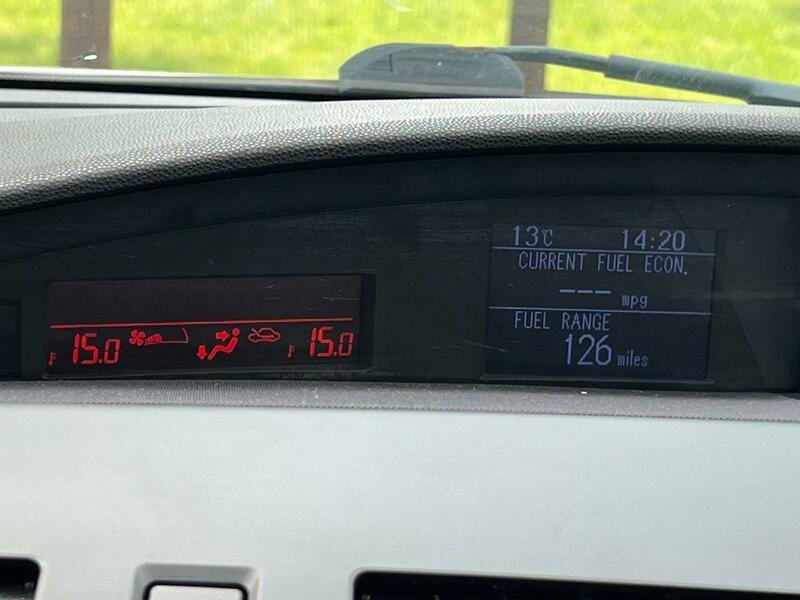 13°C 14:20
CURRENT FUEL ECON.
--- mpg
FUEL RANGE
126 miles
15.0 15.0